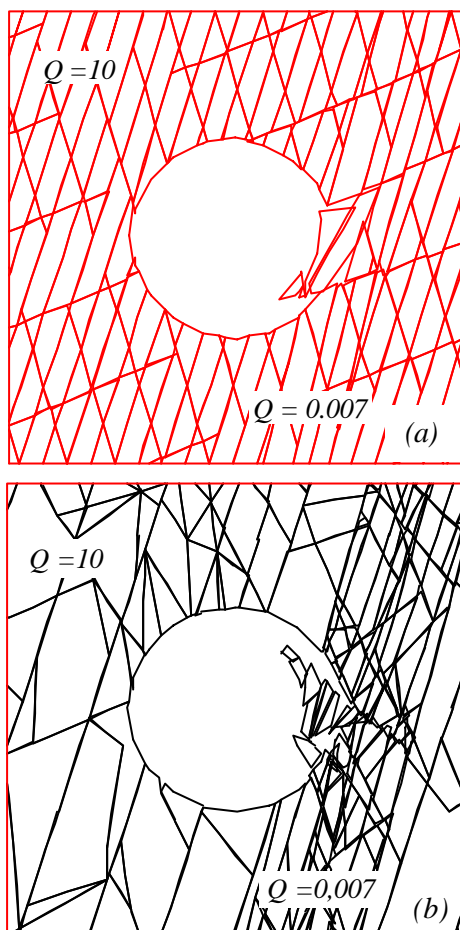 Q =10
Q = 0.007
(a)
Q =10
Q =0,007
(b)